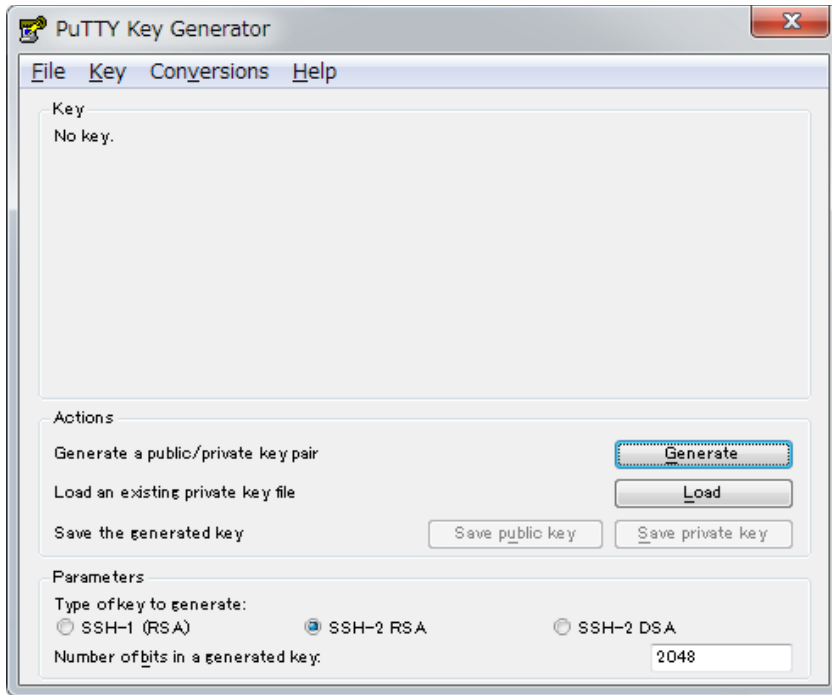 PuTTY Key Generator
File Key Conversions Help
Key
No key.
Actions
Generate a public/private key pair Generate
Load an existing private key file Load
Save the generated key Save public key Save private key
Parameters
Type of key to generate:
SSH-1 (RSA) SSH-2 RSA SSH-2 DSA
Number of bits in a generated key: 2048